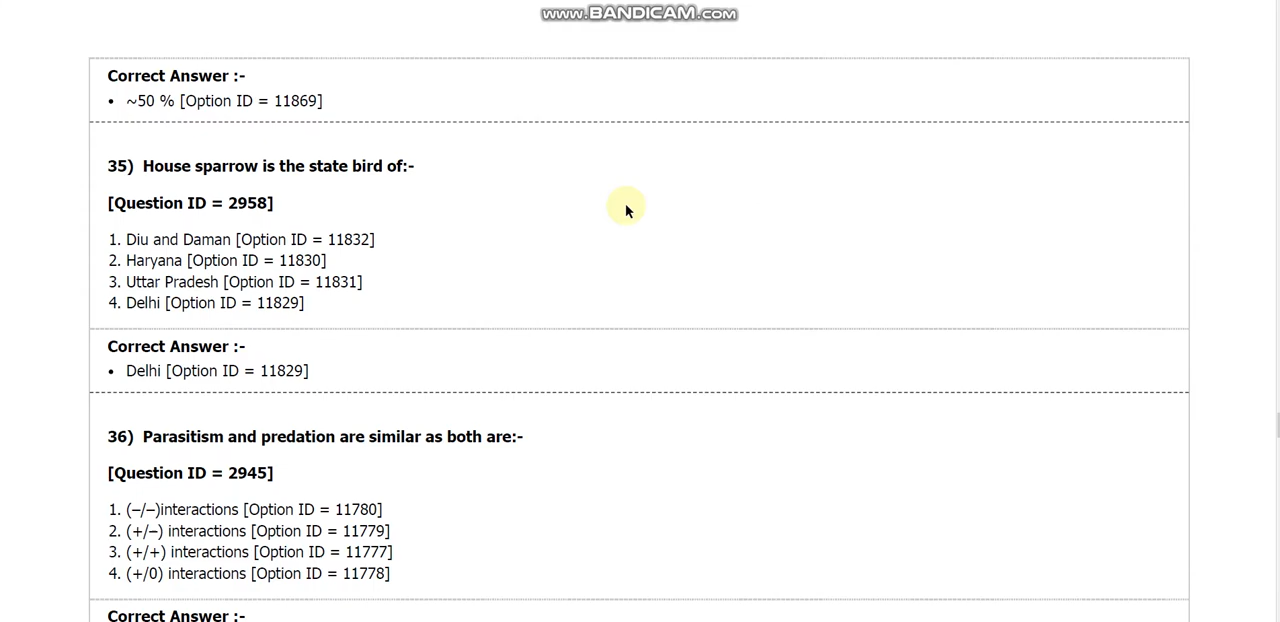 www.BANDICAM.com
Correct Answer :-
• ~50 % [Option ID = 11869]
35) House sparrow is the state bird of:-
[Question ID = 2958]
1. Diu and Daman [Option ID = 11832]
2. Haryana [Option ID = 11830]
3. Uttar Pradesh [Option ID = 11831]
4. Delhi [Option ID = 11829]
Correct Answer :-
• Delhi [Option ID = 11829]
36) Parasitism and predation are similar as both are:-
[Question ID = 2945]
1. (–/–)interactions [Option ID = 11780]
2. (+/–) interactions [Option ID = 11779]
3. (+/+) interactions [Option ID = 11777]
4. (+/0) interactions [Option ID = 11778]
Correct Answer :-